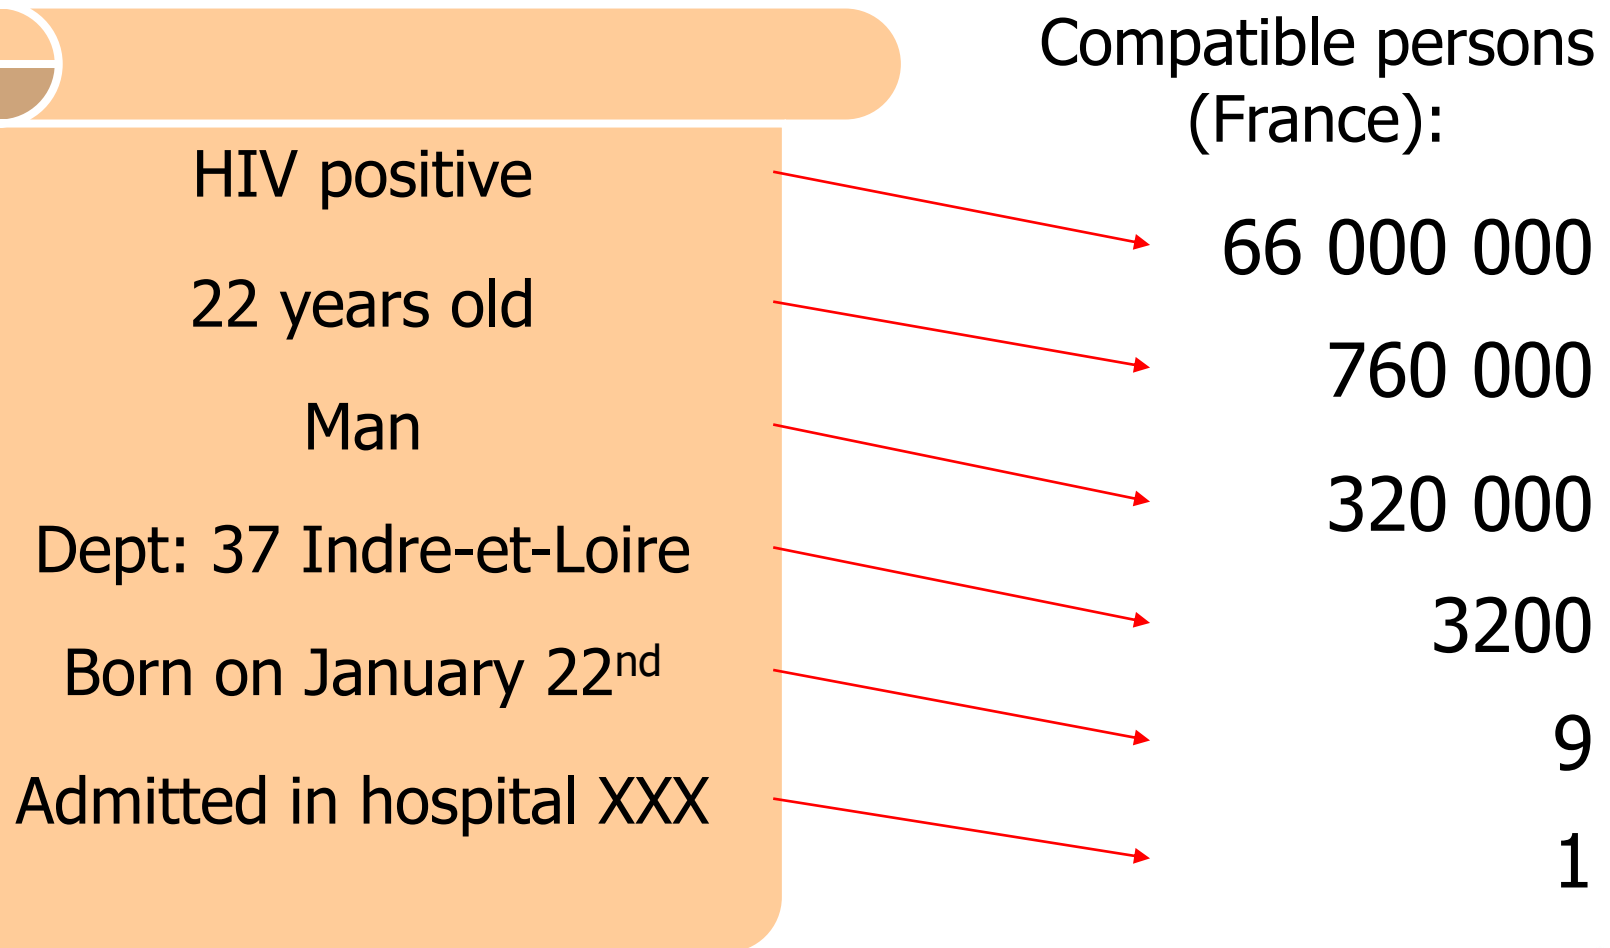 Compatible persons
(France):
HIV positive
66 000 000
22 years old
760 000
Man
320 000
Dept: 37 Indre-et-Loire
3200
Born on January 22nd
9
Admitted in hospital XXX
1